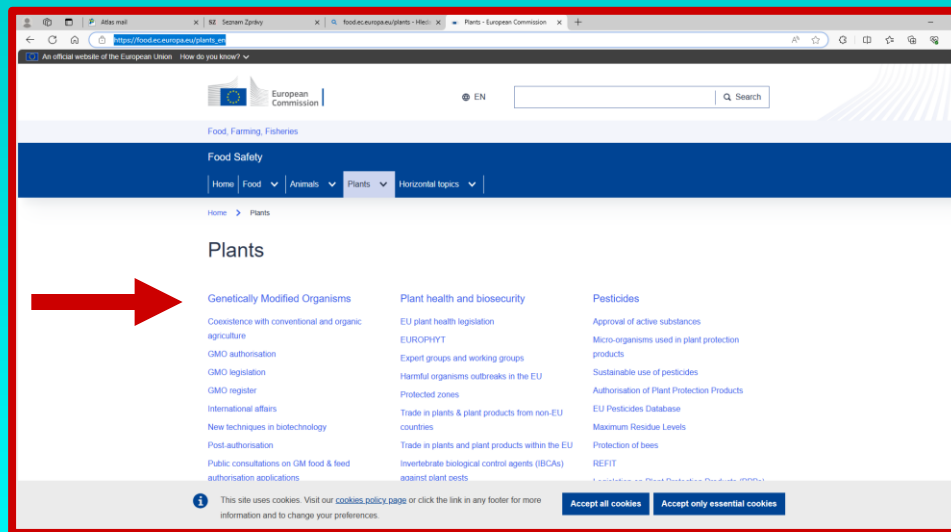 Atlas mail
Seznam Zprávy
food.ec.europa.eu/plants - Hled
Plants - European Commission
https://food.ec.europa.eu/plants_en
An official website of the European Union How do you know?
European
Commission
EN
Search
Food, Farming, Fisheries
Food Safety
Home Food Animals Plants Horizontal topics
Home Plants
Plants
Genetically Modified Organisms
Coexistence with conventional and organic
agriculture
GMO authorisation
GMO legislation
GMO register
International affairs
New techniques in biotechnology
Post-authorisation
Public consultations on GM food & feed
authorisation applications
Plant health and biosecurity
EU plant health legislation
EUROPHYT
Expert groups and working groups
Harmful organisms outbreaks in the EU
Protected zones
Trade in plants & plant products from non-EU
countries
Trade in plants and plant products within the EU
Invertebrate biological control agents (IBCAs)
against plant pests
Pesticides
Approval of active substances
Micro-organisms used in plant protection
products
Sustainable use of pesticides
Authorisation of Plant Protection Products
EU Pesticides Database
Maximum Residue Levels
Protection of bees
REFIT
Legislation on Plant Protection Products (PPPs)
This site uses cookies. Visit our cookies policy page or click the link in any footer for more
information and to change your preferences.
Accept all cookies
Accept only essential cookies